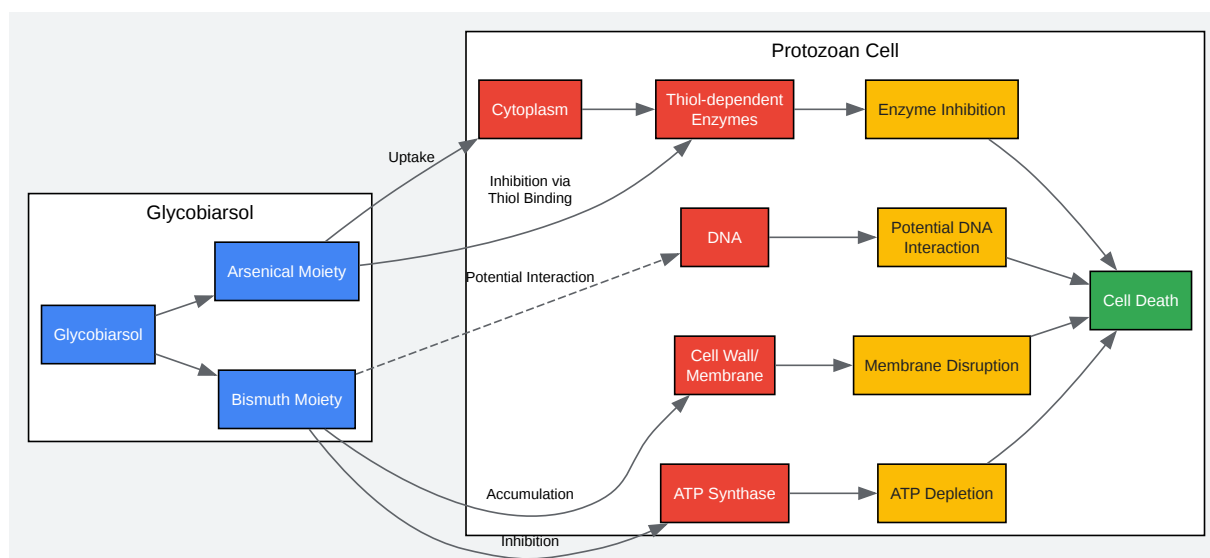 Protozoan Cell
Cytoplasm
Thiol-dependent
Enzymes
Enzyme Inhibition
Uptake
Inhibition via
Thiol Binding
Glycobiarsol
Arsenical Moiety
DNA
Potential DNA
Interaction
Potential Interaction
Cell Death
Glycobiarsol
Cell Wall/
Membrane
Membrane Disruption
Bismuth Moiety
Accumulation
ATP Synthase
ATP Depletion
Inhibition